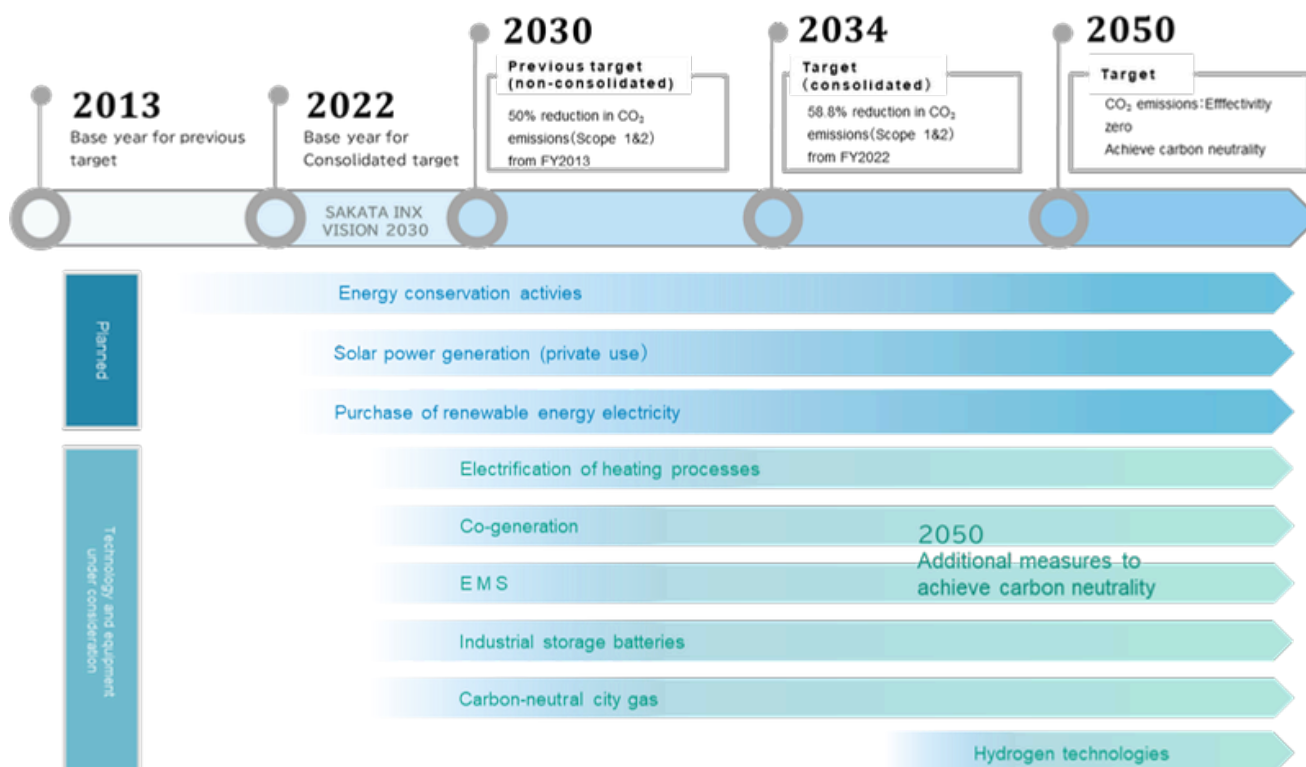 2013
Base year for previous
target
2022
Base year for
Consolidated target
2030
Previous target
(non-consolidated)
50% reduction in CO₂
emissions(Scope 1&2)
from FY2013
2034
Target
(consolidated)
58.8% reduction in CO₂
emissions(Scope 1&2)
from FY2022
2050
Target
CO₂ emissions:Efffectivitly
zero
Achieve carbon neutrality
SAKATA INX
VISION 2030
Planned
Energy conservation activies
Solar power generation (private use)
Purchase of renewable energy electricity
Technology and equipment
under consideration
Electrification of heating processes
Co-generation
EMS
Industrial storage batteries
Carbon-neutral city gas
Hydrogen technologies
2050
Additional measures to
achieve carbon neutrality